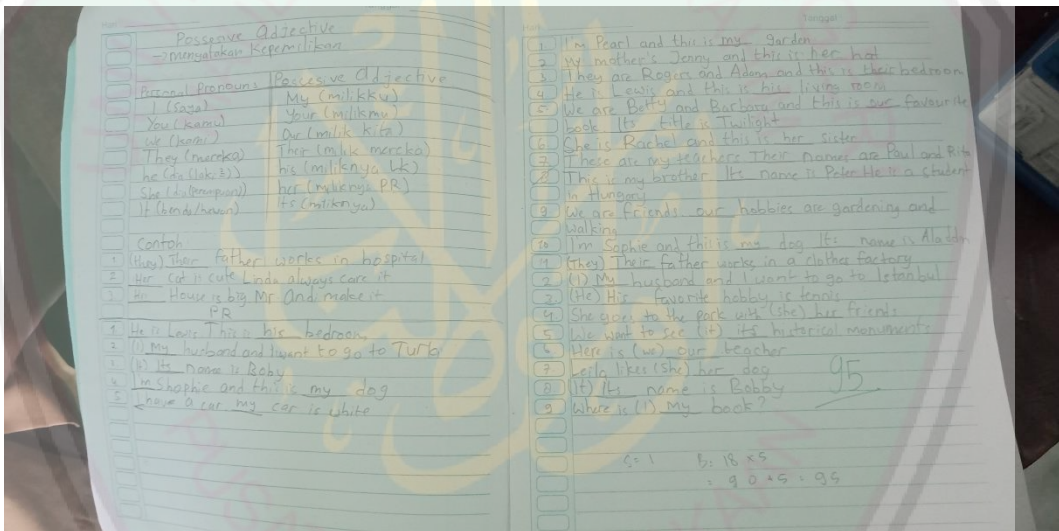 Possesive Adjective
→ menyatakan Kepemilikan
Personal Pronouns Possesive Adjective
I (Saya) My (milikku)
You (kamu) Your (milikmu)
We (kami) Our (milik kita)
They (mereka) Their (milik mereka)
he (dia (laki2)) his (miliknya Lk)
She (dia (Perempuan)) her (miliknya PR)
It (benda/hewan) Its (miliknya)
Contoh
1 (they) Their father works in hospital
2 Her cat is cute Linda always care it
3 His House is big Mr Andi make it
PR
1 He is Lewis This is his bedroom
2 (I) My husband and I want to go to Turki
3 (It) Its name is Boby
4 I'm Shophie and this is my dog
5 I have a car my car is white
Tanggal
1 I'm Pearl and this is my garden
2 My mother's Jenny and this is her hat
3 They are Rogers and Adam and this is their bedroom
4 He is Lewis and this is his living room
5 We are Betty and Barbara and this is our favourite
book. Its title is Twilight
6 She is Rachel and this is her sister
7 These are my teachers Their names are Paul and Rita
8 This is my brother Its name is Peter He is a student
in Hungary
9 We are friends our hobbies are gardening and
walking
10 I'm Sophie and this is my dog Its name is Aladdin
1 (They) Their father works in a clothes factory
2 (I) My husband and I want to go to Istanbul
3 (He) His favorite hobby is tennis
4 She goes to the park with (she) her friends
5 We want to see (it) its historical monuments
6 Here is (we) our teacher
7 Leila likes (she) her dog
8 (It) Its name is Bobby
9 Where is (I) My book?
95
S = 1 B = 18 x 5
= 90 + 5 = 95